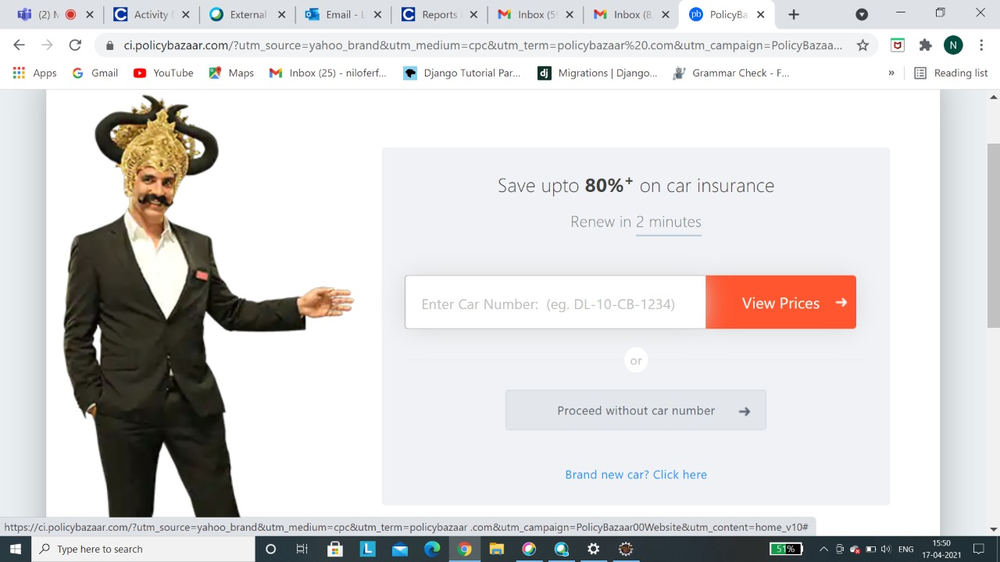 (2) M
Activity D
External
Email - L
Reports
Inbox (5
Inbox (
pb PolicyBa
ci.policybazaar.com/?utm_source=yahoo_brand&utm_medium=cpc&utm_term=policybazaar%20.com&utm_campaign=PolicyBazaa...
N
Apps
Gmail
YouTube
Maps
Inbox (25) - nilorferf...
Django Tutorial Par...
dj Migrations | Django...
Grammar Check - F...
»
Reading list
Save upto 80%+ on car insurance
Renew in 2 minutes
Enter Car Number: (eg. DL-10-CB-1234)
View Prices
or
Proceed without car number
Brand new car? Click here
https://ci.policybazaar.com/?utm_source=yahoo_brand&utm_medium=cpc&utm_term=policybazaar .com&utm_campaign=PolicyBazaar00Website&utm_content=home_v10#
Type here to search
L
51%
ENG
15:50
17-04-2021